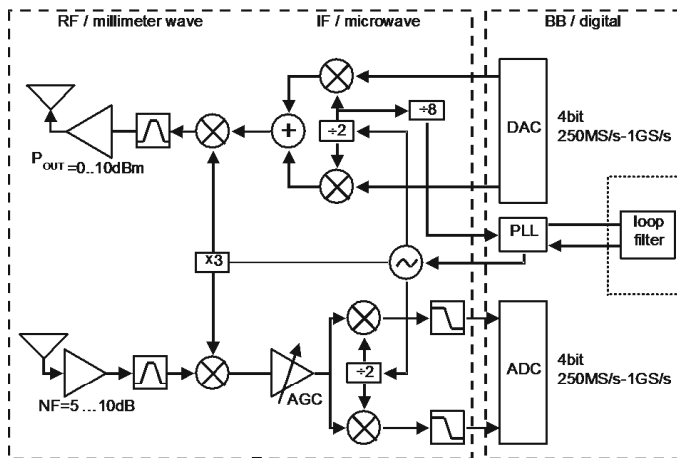 RF / millimeter wave
IF / microwave
BB / digital
÷8
÷2
DAC
4bit
250MS/s-1GS/s
+
P_OUT =0..10dBm
PLL
loop
filter
x3
÷2
ADC
4bit
250MS/s-1GS/s
AGC
NF=5 ... 10dB